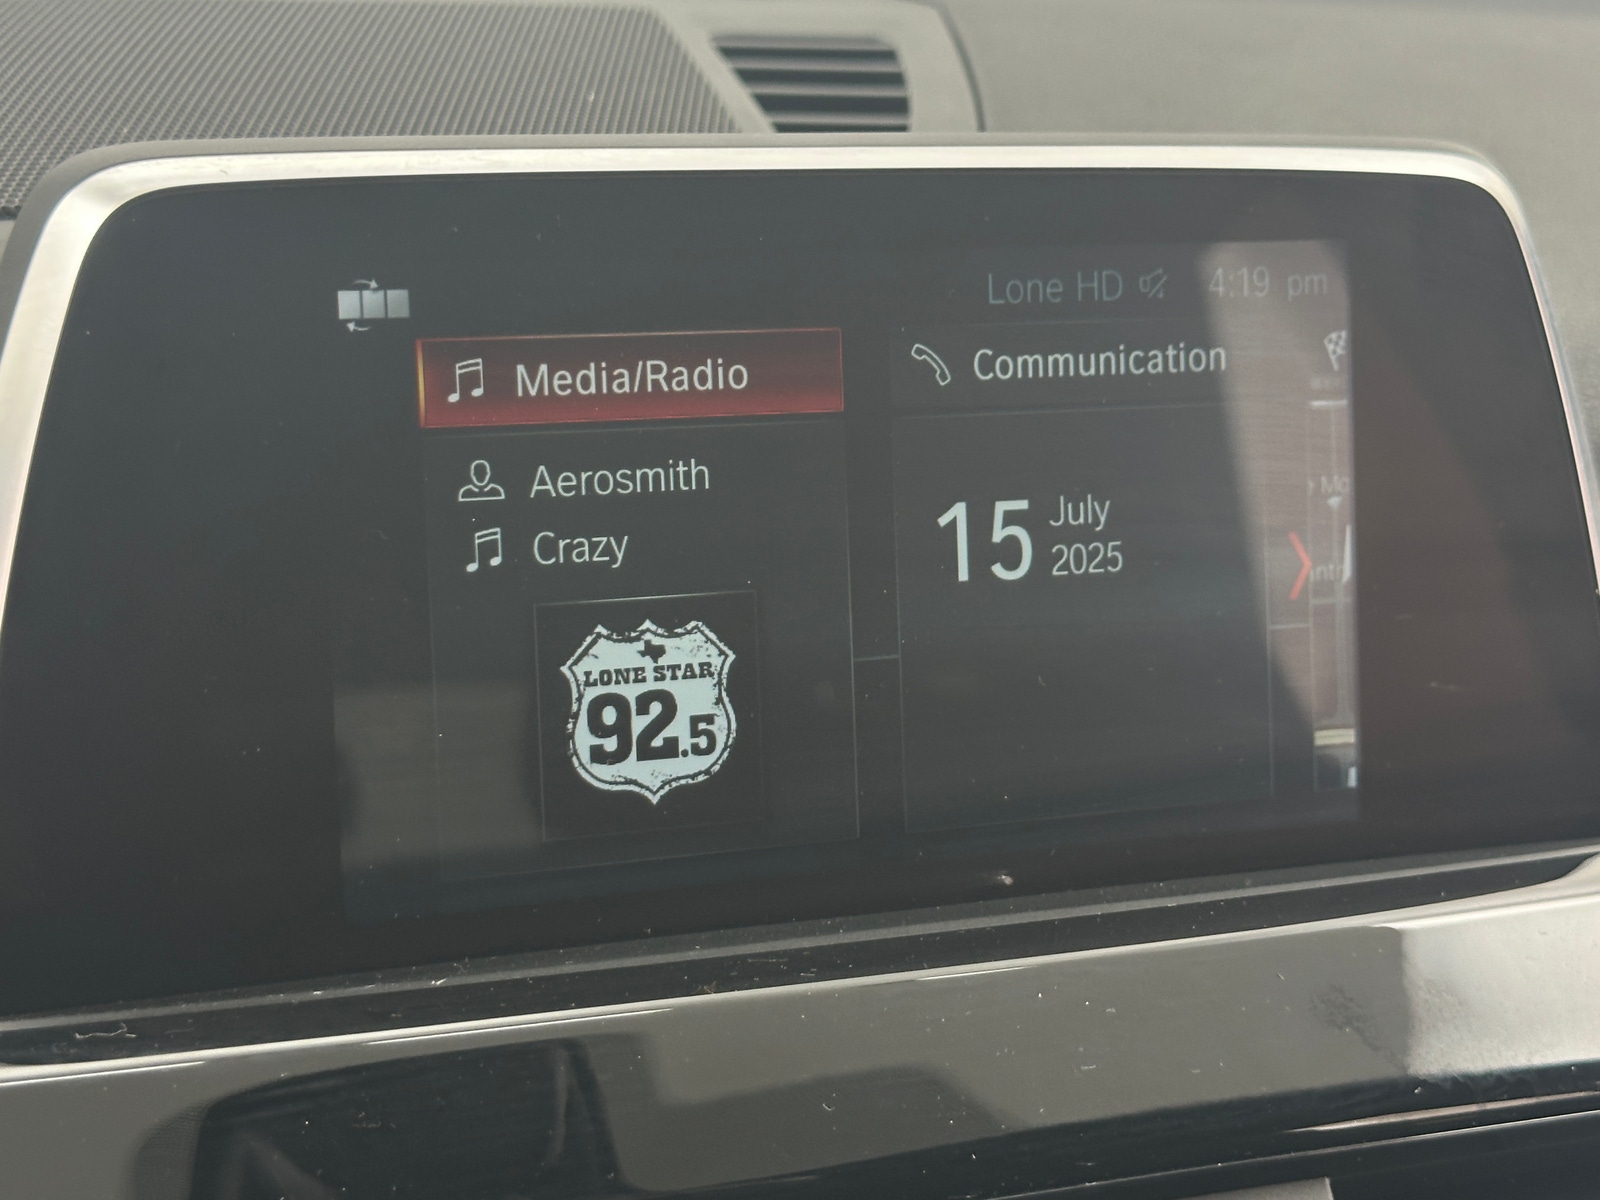 Lone HD 4:19 pm
Media/Radio
Communication
Aerosmith
Crazy
15 July
2025
LONE STAR
92.5